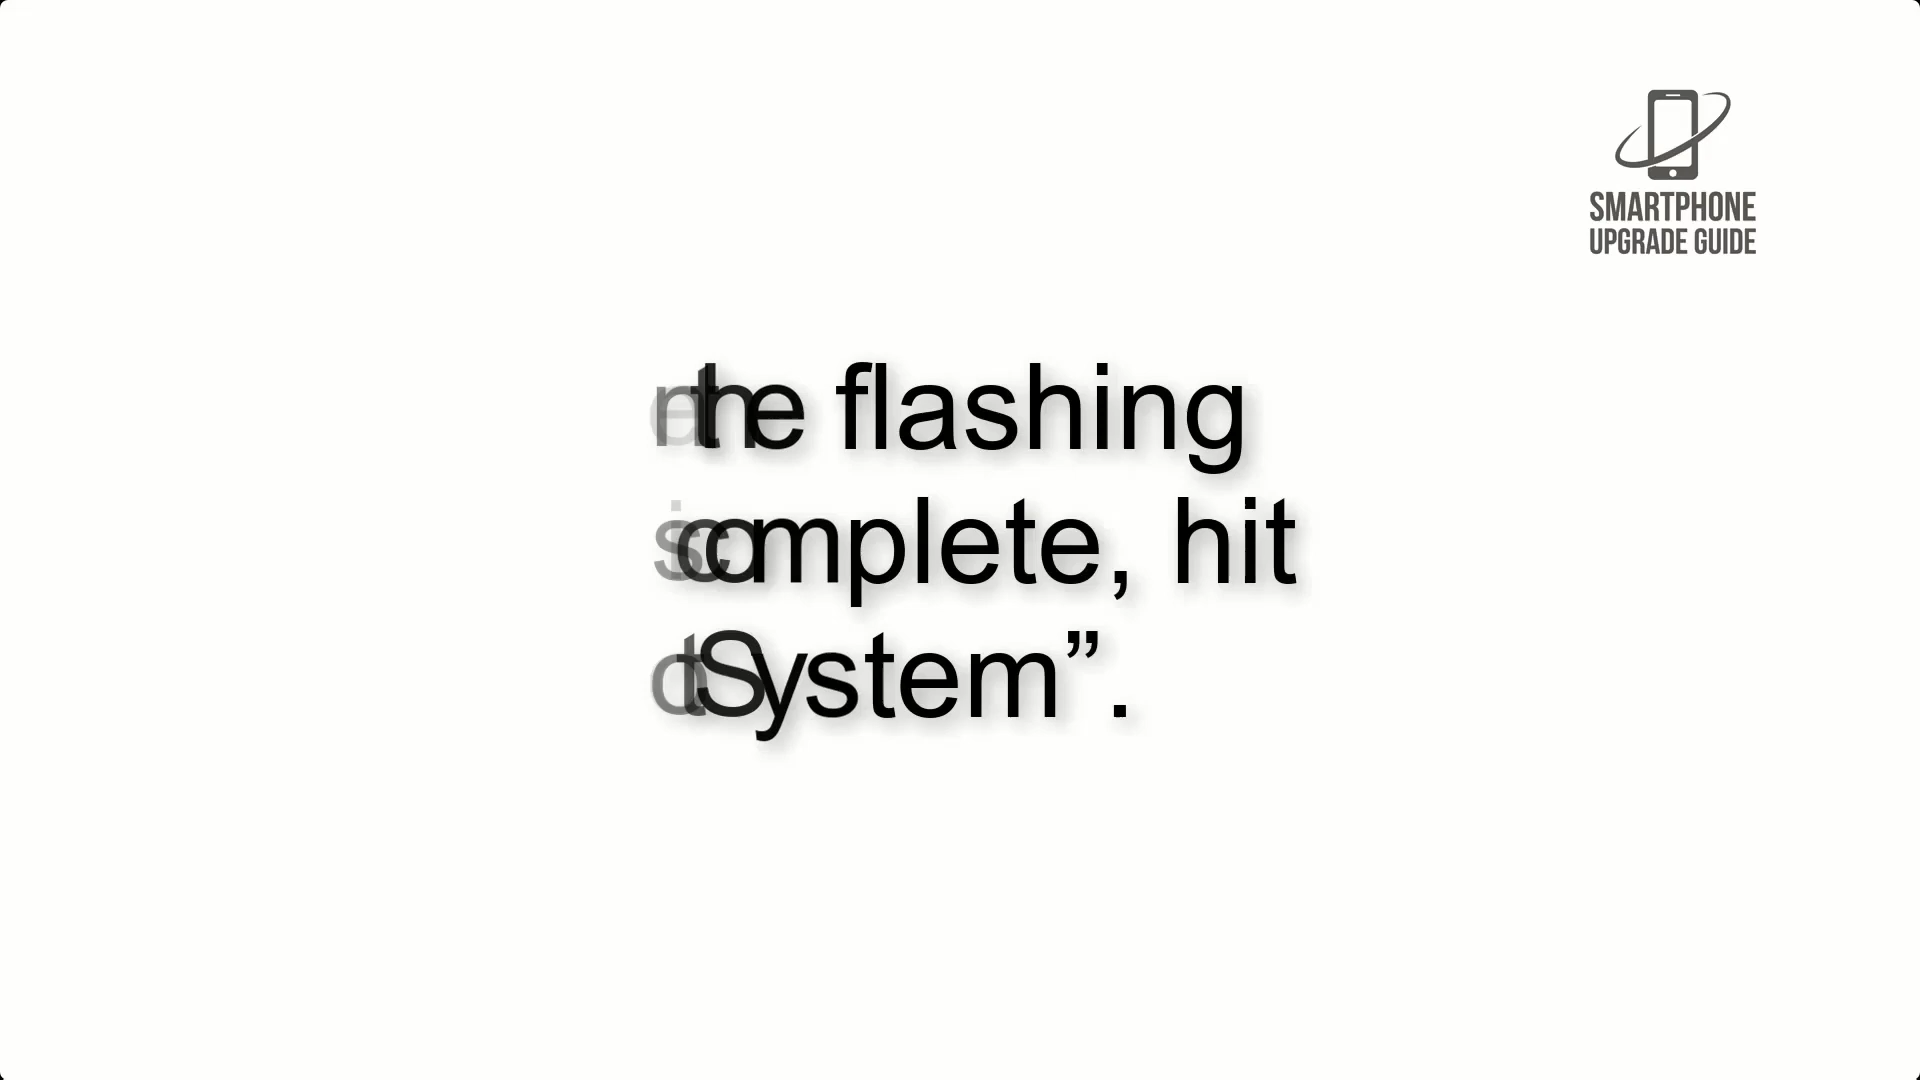 SMARTPHONE
UPGRADE GUIDE
the flashing
complete, hit
System”.